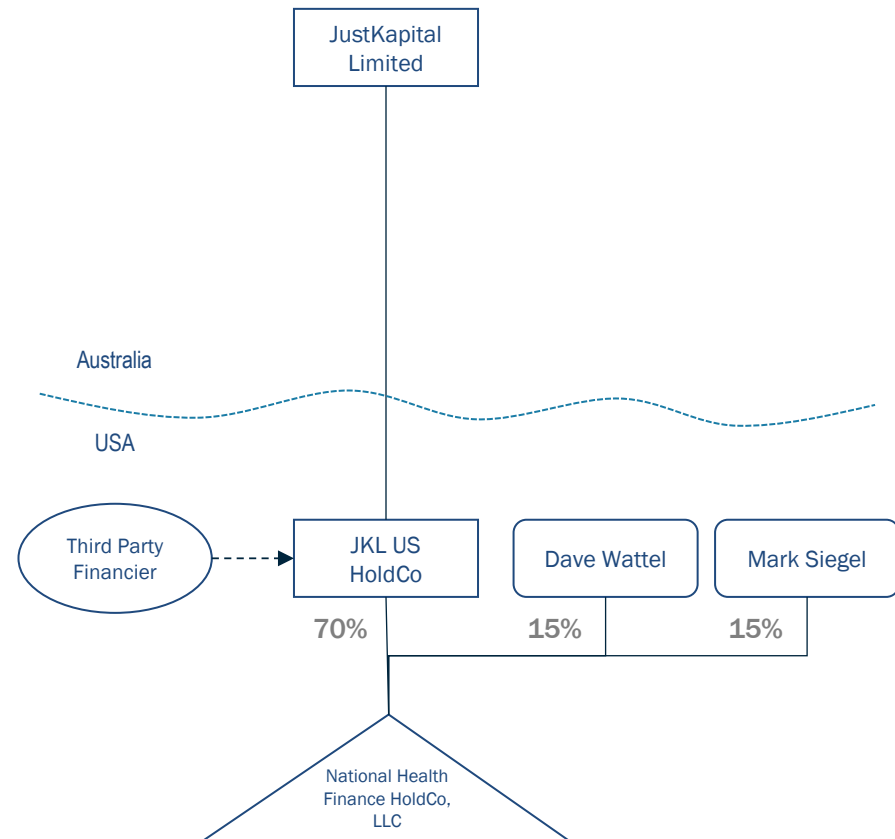 JustKapital
Limited
Australia
USA
Third Party
Financier
JKL US
HoldCo
Dave Wattel
Mark Siegel
70%
15%
15%
National Health
Finance HoldCo,
LLC